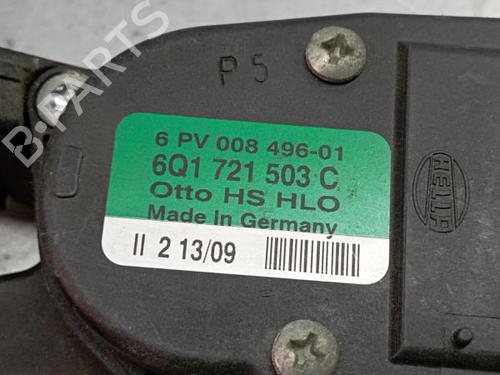 P 5
B-PARTS
6 PV 008 496-01
6Q1 721 503 C
Otto HS HLO
Made in Germany
II 2 13/09
HELLA